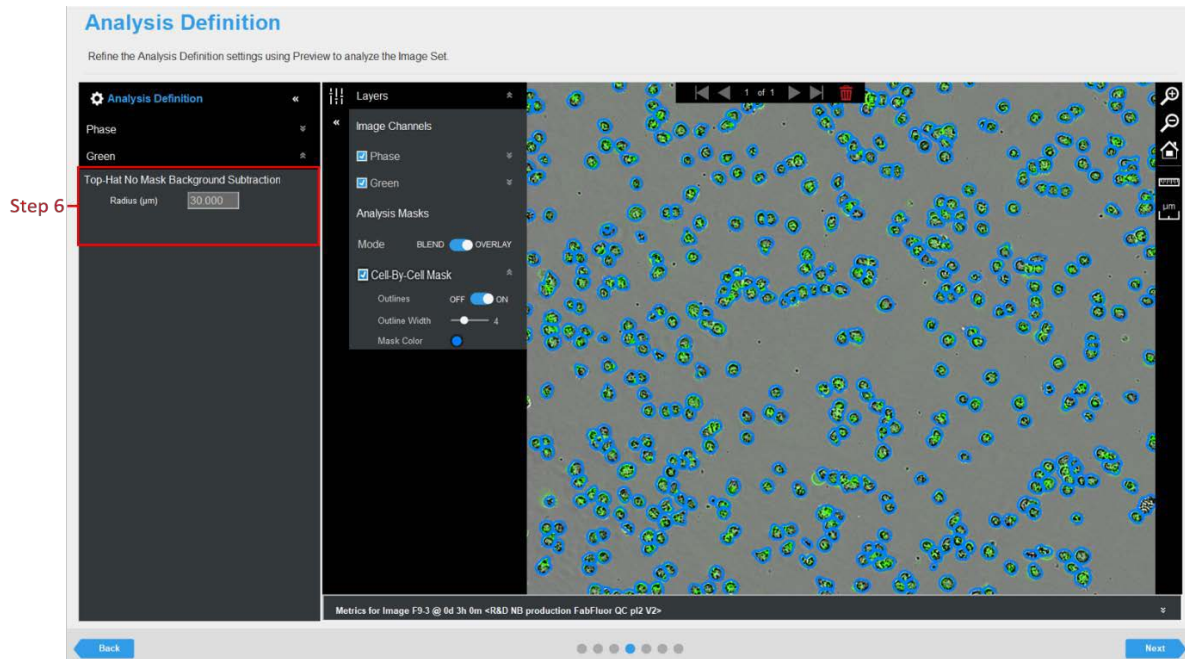 Analysis Definition
Refine the Analysis Definition settings using Preview to analyze the Image Set.
Analysis Definition
Phase
Green
Top-Hat No Mask Background Subtraction
Radius (µm) 30.000
Step 6
Layers
Image Channels
Phase
Green
Analysis Masks
Mode BLEND OVERLAY
Cell-By-Cell Mask
Outlines OFF ON
Outline Width 4
Mask Color
1 of 1
µm
Metrics for Image F9-3 @ 0d 3h 0m <R&D NB production FabFluor QC pl2 V2>
Back
Next